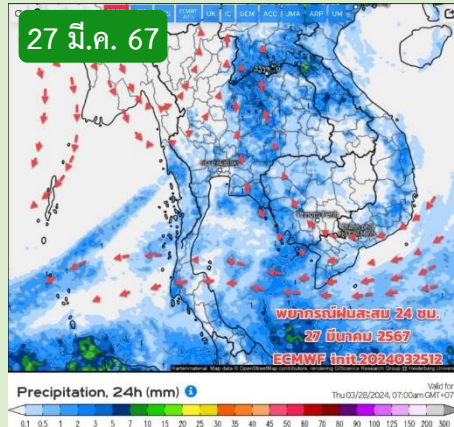 27 มี.ค. 67
ECMWF AIFS UK IC GEM ACC JMA ARP UM
พยากรณ์ฝนสะสม 24 ชม.
27 มีนาคม 2567
ECMWF init.2024032512
Precipitation, 24h (mm)
Valid for
Thu 03/28/2024, 07:00am GMT+07
0.1 0.5 1 2 3 5 7 10 15 20 25 30 35 40 45 50 60 70 80 90 100 125 150 200 300